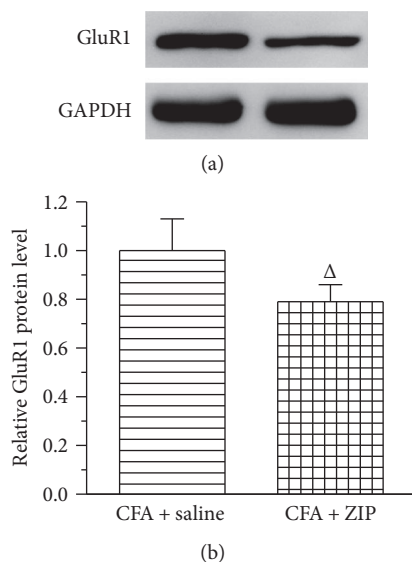 GluR1
GAPDH
(a)
Relative GluR1 protein level
1.2
1.0
0.8
0.6
0.4
0.2
0.0
Δ
CFA + saline
CFA + ZIP
(b)